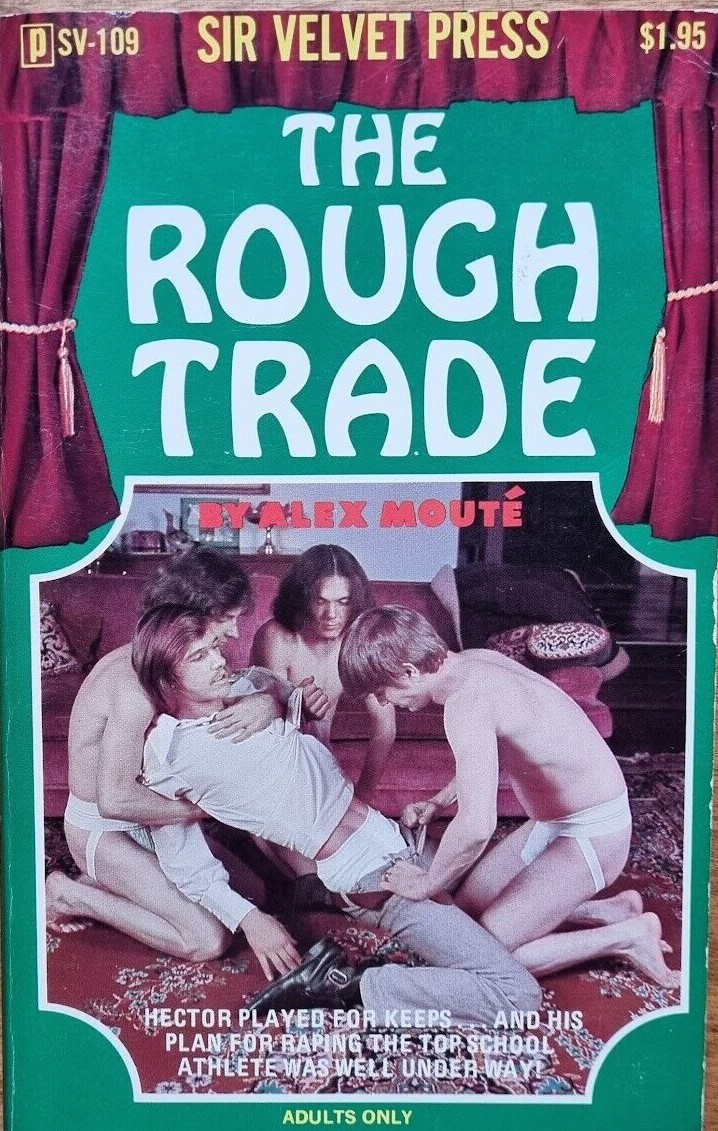 p SV-109 SIR VELVET PRESS $1.95
THE
ROUGH
TRADE
BY ALEX MOUTÉ
HECTOR PLAYED FOR KEEPS . . . AND HIS
PLAN FOR RAPING THE TOP SCHOOL
ATHLETE WAS WELL UNDER WAY!
ADULTS ONLY